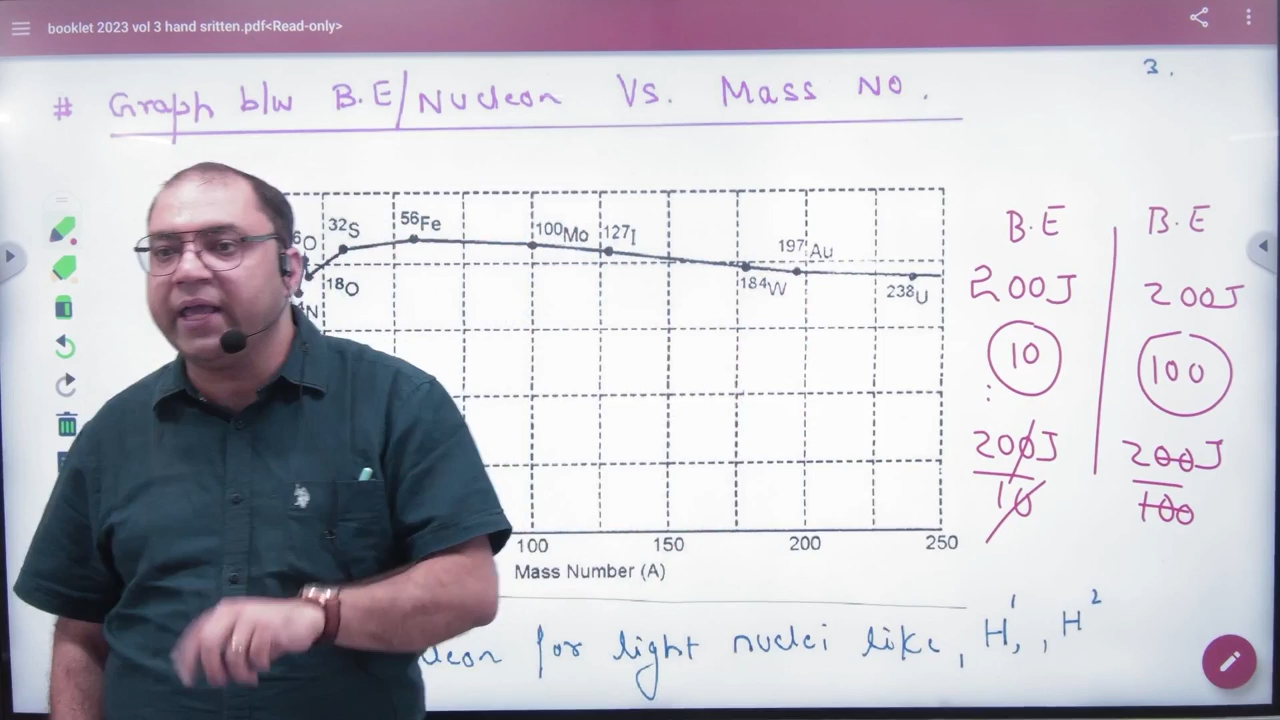 booklet 2023 vol 3 hand sritten.pdf<Read-only>
3.
# Graph b/w B.E/Nucleon Vs. Mass No.
32S
56Fe
100Mo
127I
197Au
18O
184W
238U
100 150 200 250
Mass Number (A)
B.E
200J
10
200J
10
B.E
200J
100
200J
100
for light nuclei like, H1, H2